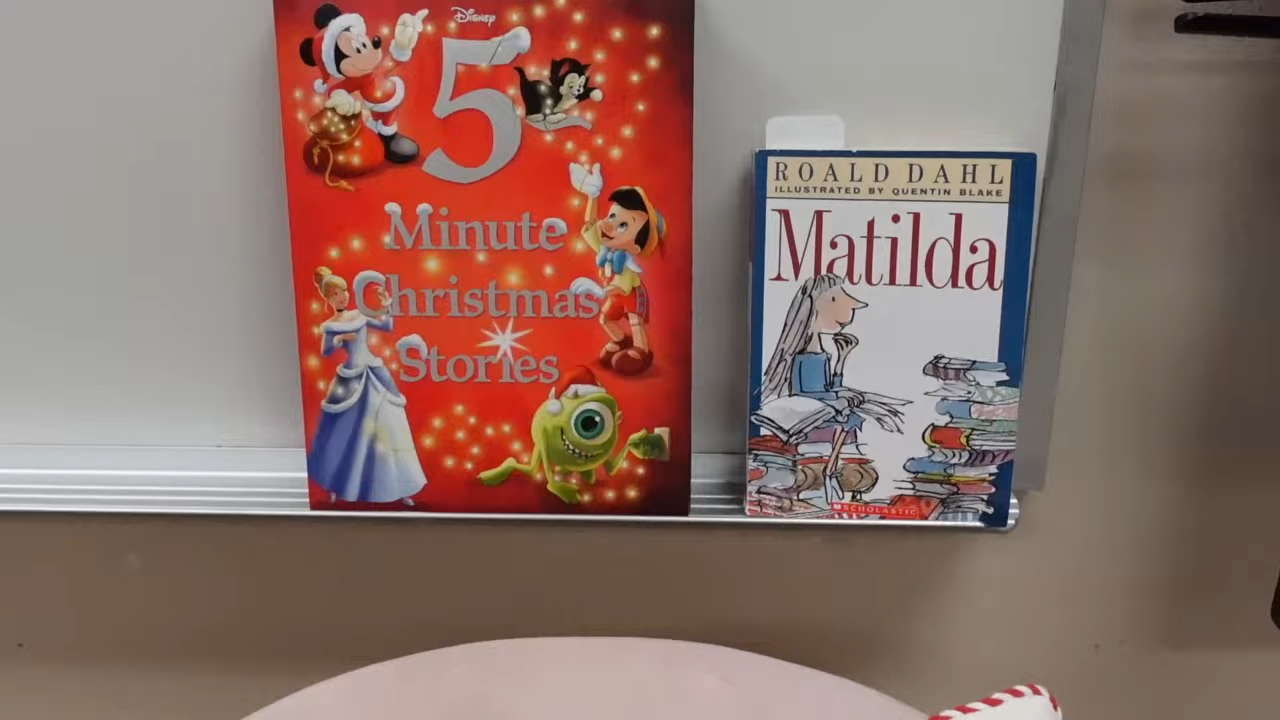 Disney
5
Minute
Christmas
Stories
ROALD DAHL
ILLUSTRATED BY QUENTIN BLAKE
Matilda
SCHOLASTIC